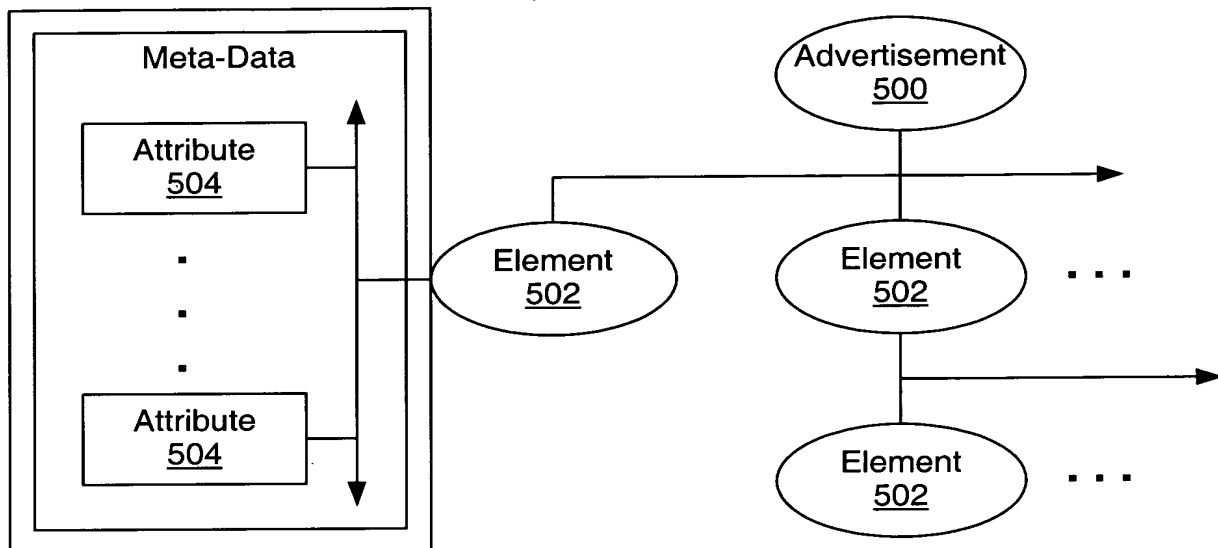 Meta-Data
Attribute
504
Attribute
504
Advertisement
500
Element
502
Element
502
Element
502